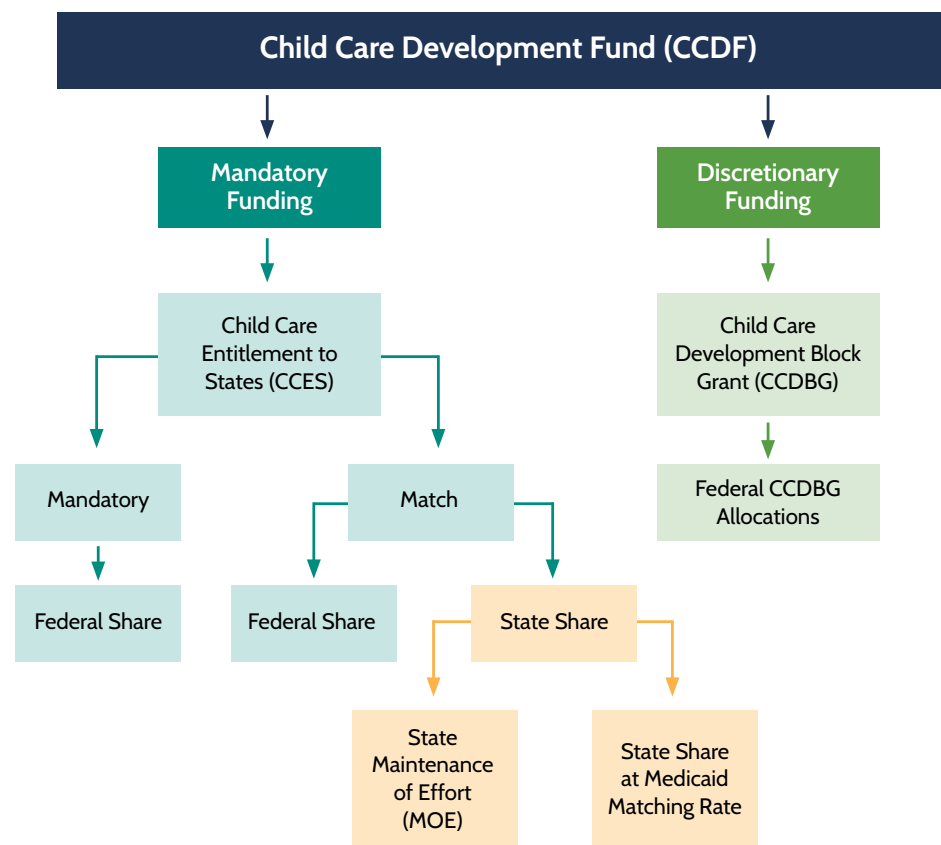 Child Care Development Fund (CCDF)
Mandatory
Funding
Discretionary
Funding
Child Care
Entitlement to
States (CCES)
Child Care
Development Block
Grant (CCDBG)
Mandatory
Match
Federal CCDBG
Allocations
Federal Share
Federal Share
State Share
State
Maintenance
of Effort
(MOE)
State Share
at Medicaid
Matching Rate